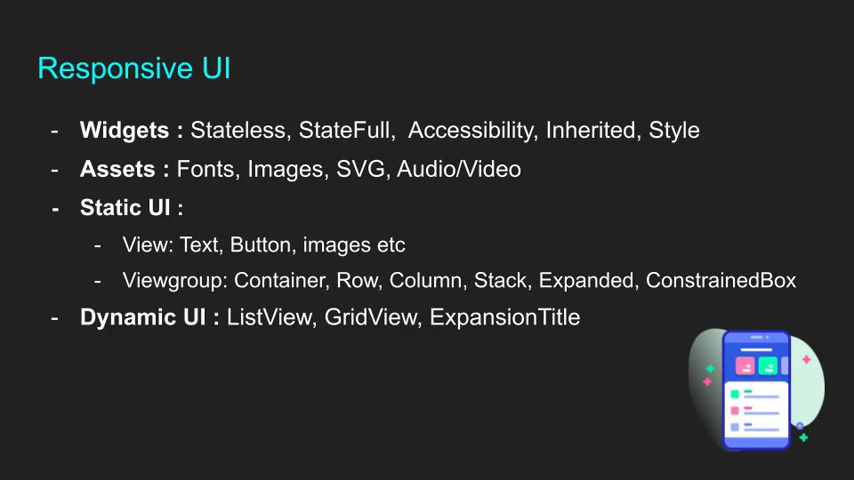 Responsive UI
- Widgets : Stateless, StateFull,  Accessibility, Inherited, Style
- Assets : Fonts, Images, SVG, Audio/Video
- Static UI :
- View: Text, Button, images etc
- Viewgroup: Container, Row, Column, Stack, Expanded, ConstrainedBox
- Dynamic UI : ListView, GridView, ExpansionTitle